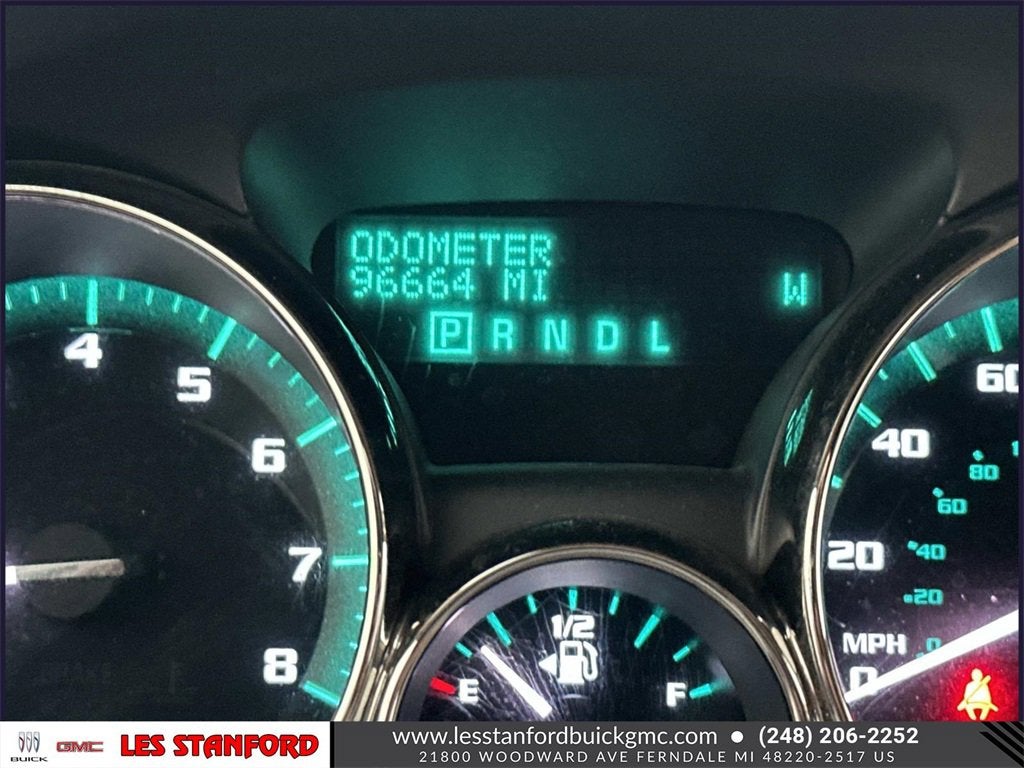 ODOMETER
96664 MI
W
P R N D L
4
5
6
7
8
60
40
20
MPH
0
80
60
40
20
0
1/2
E
F
BUICK
GMC
LES STANFORD
www.lesstanfordbuickgmc.com • (248) 206-2252
21800 WOODWARD AVE FERNDALE MI 48220-2517 US